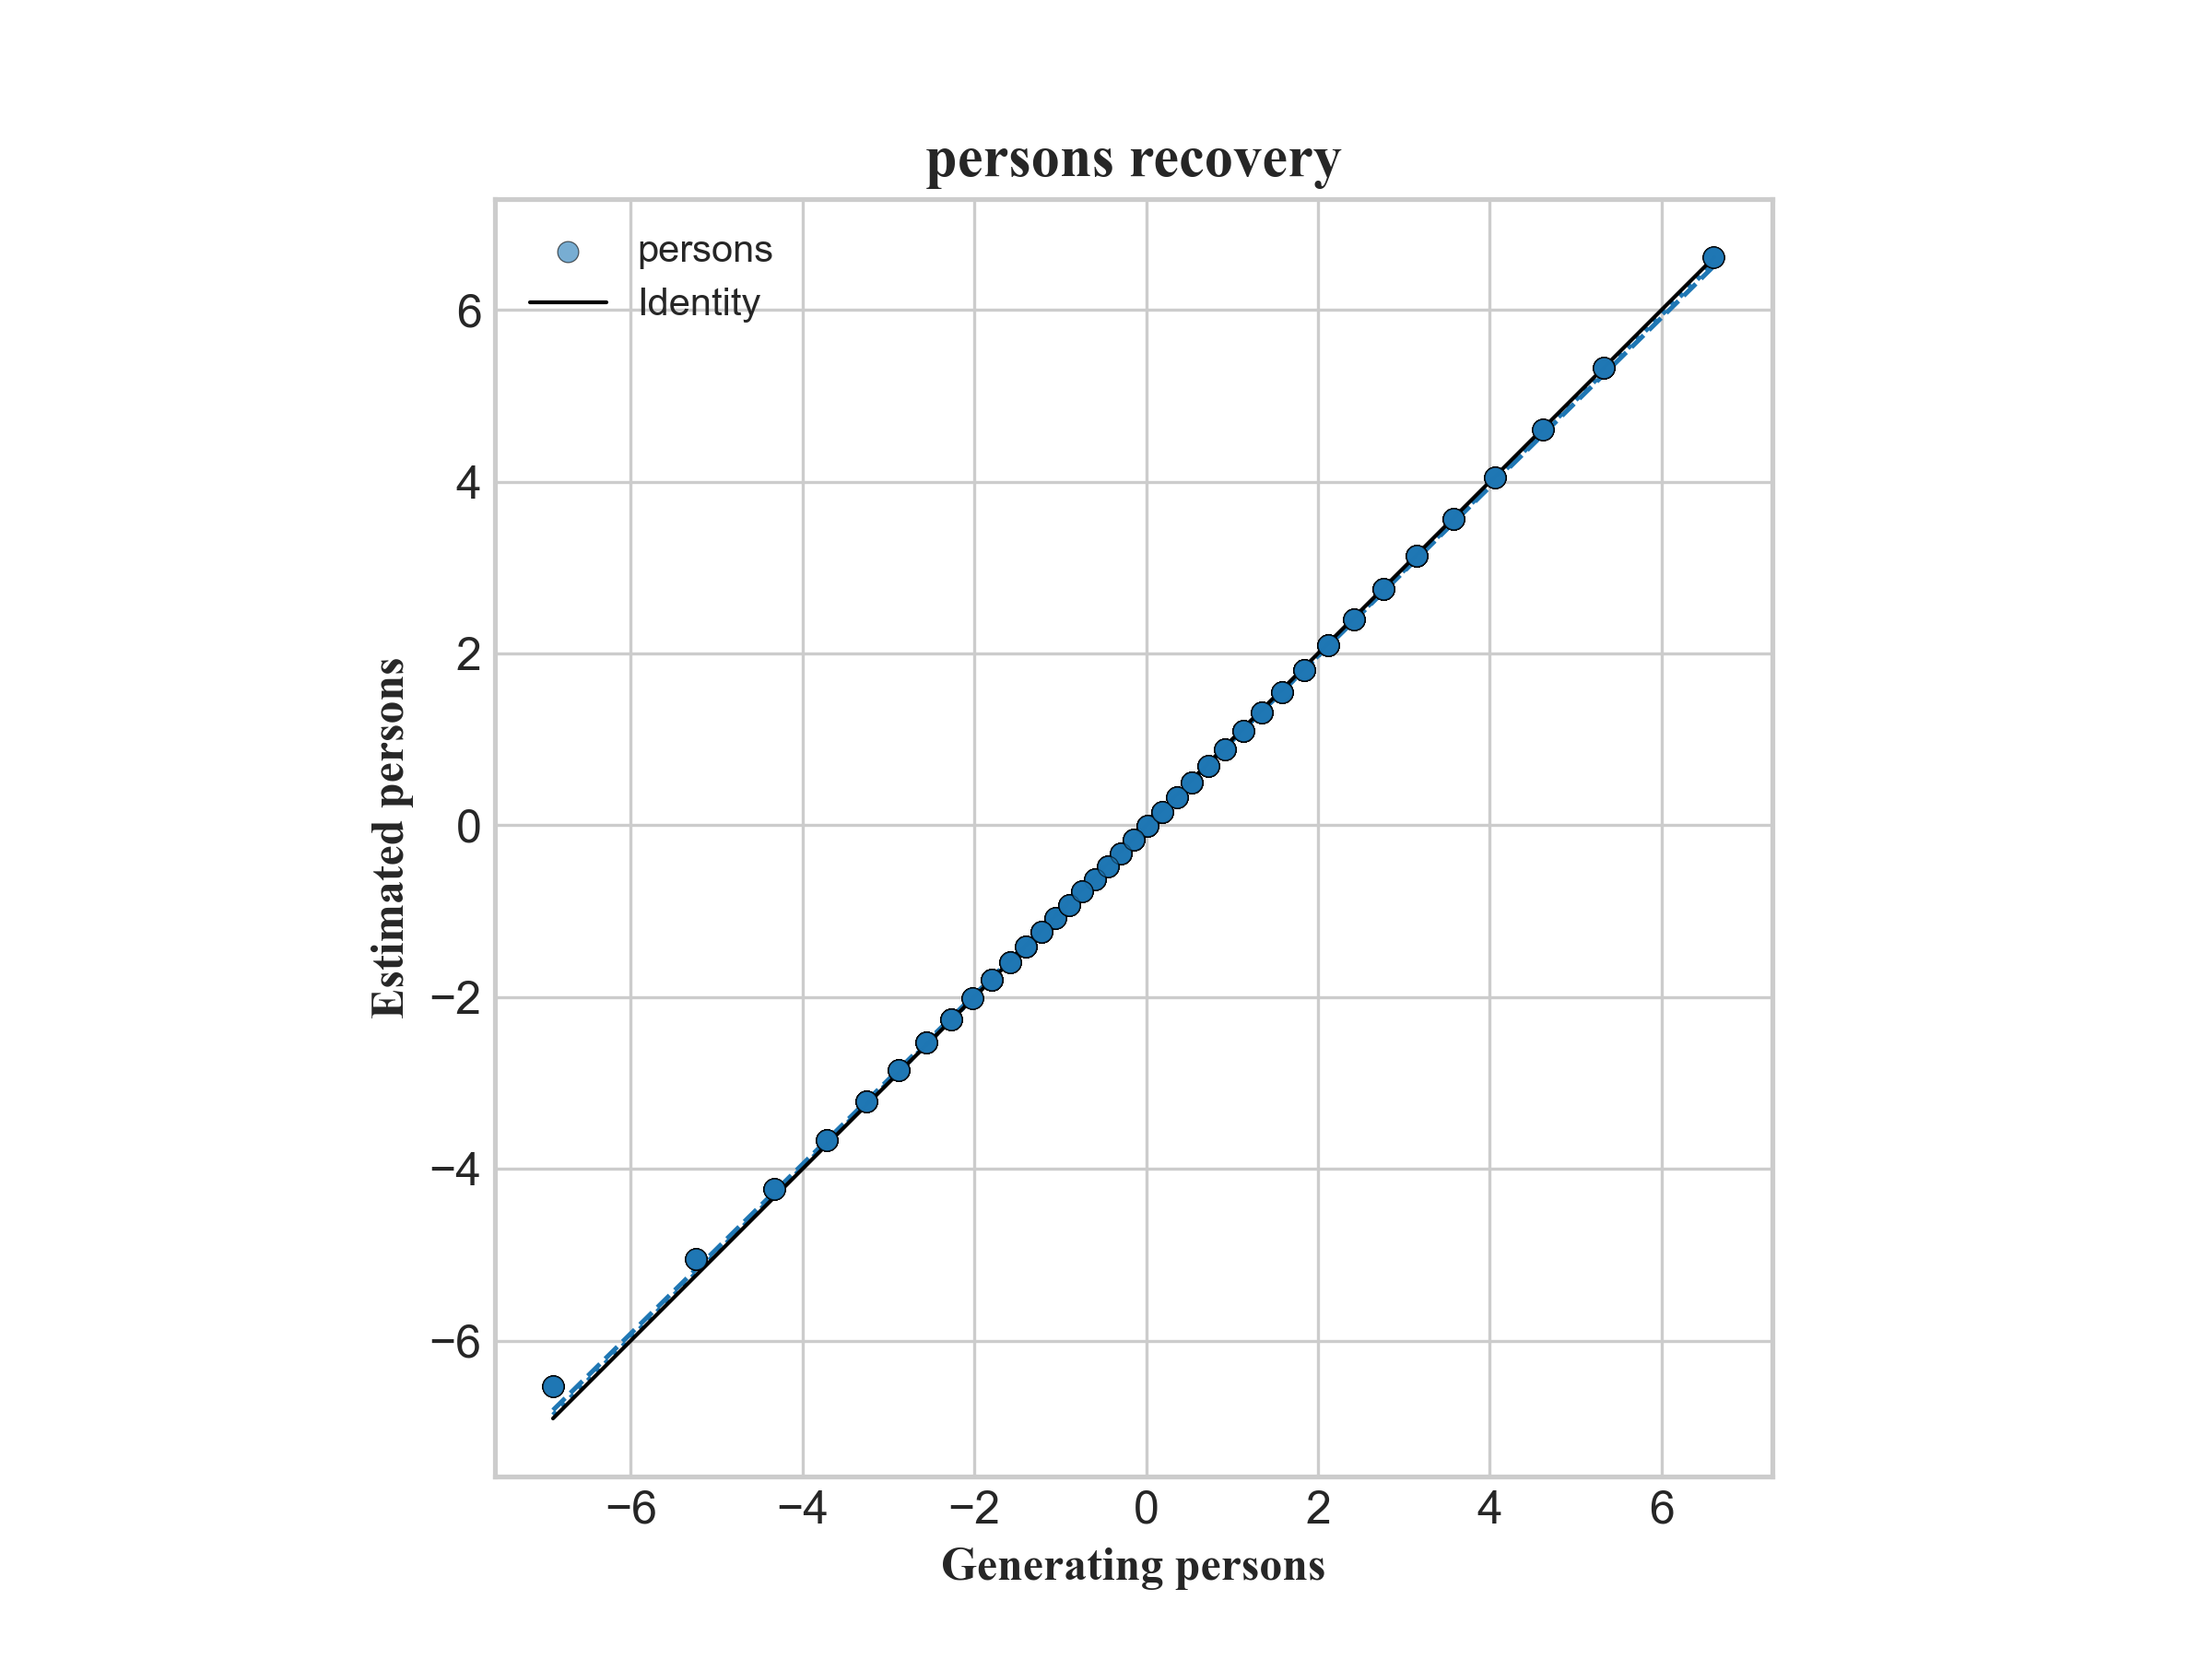 persons recovery
persons
Identity
6
4
2
0
−2
−4
−6
Estimated persons
−6 −4 −2 0 2 4 6
Generating persons